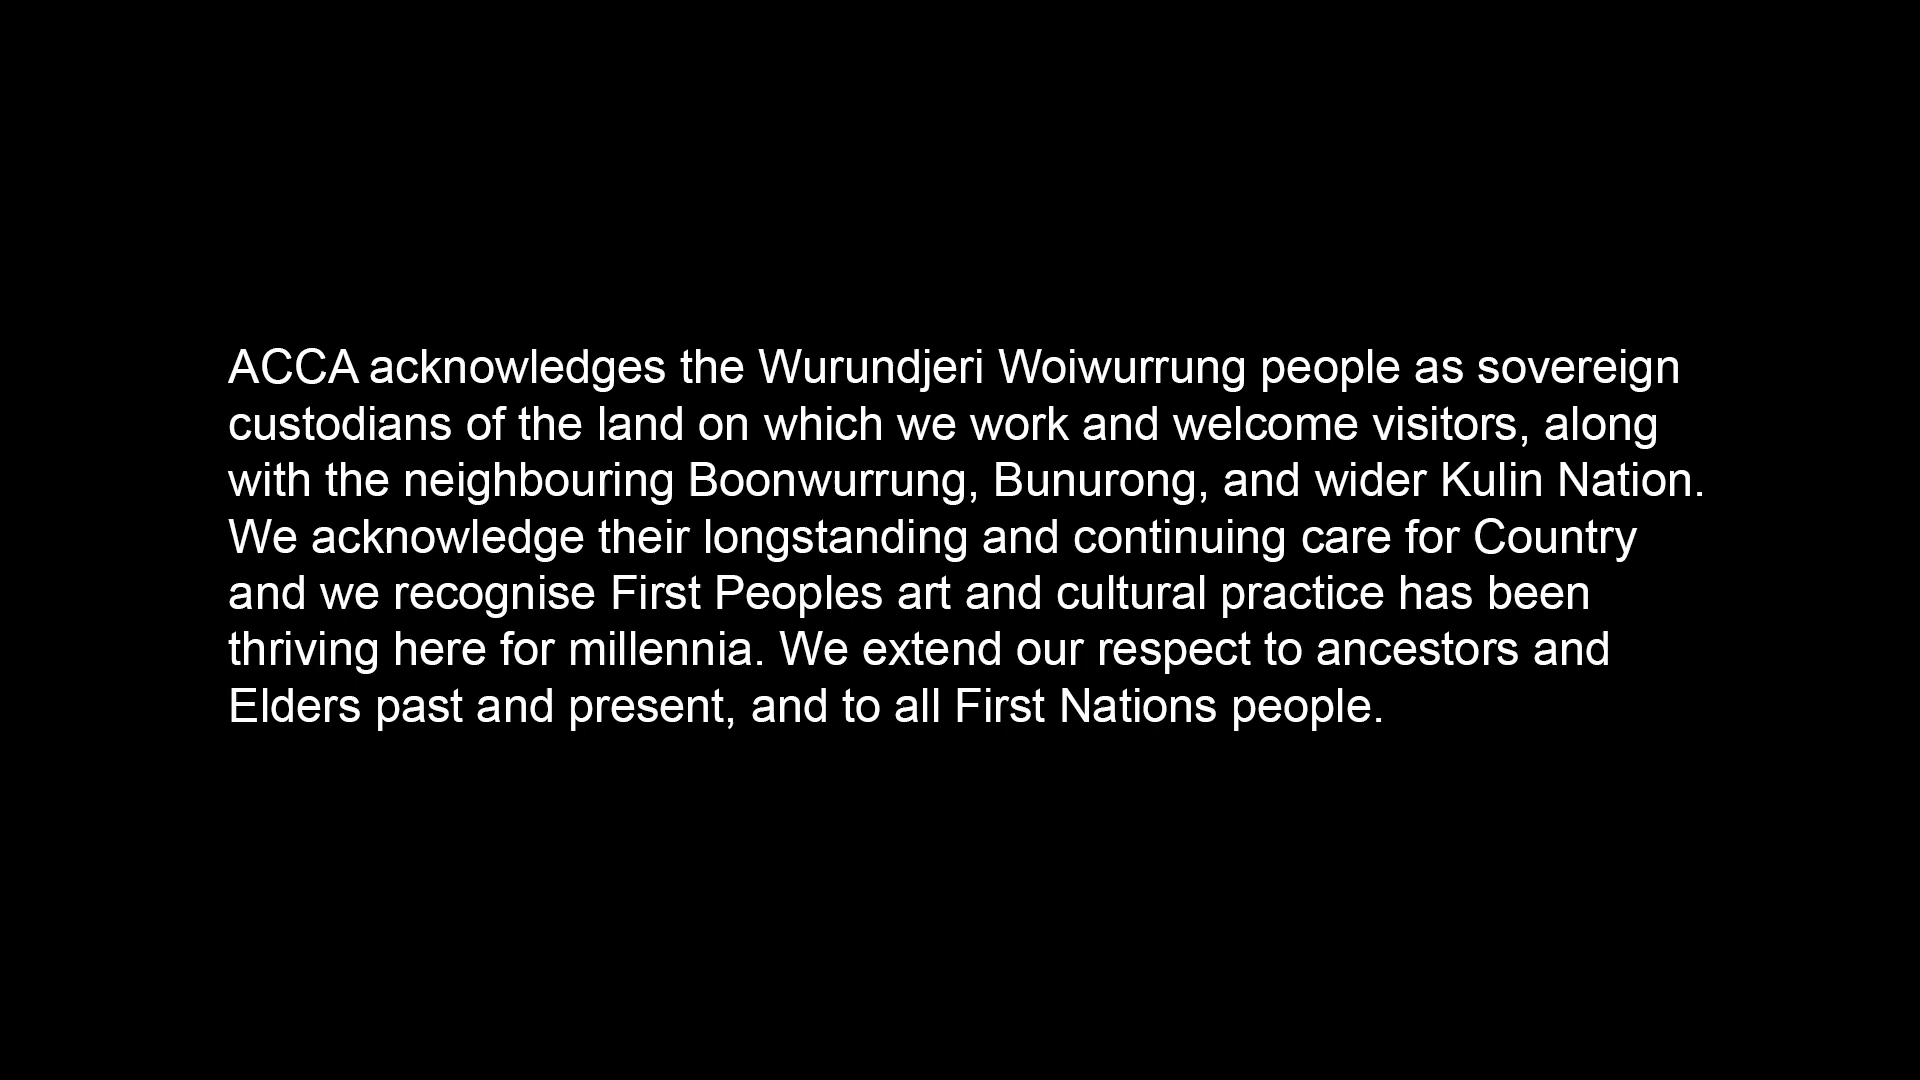 ACCA acknowledges the Wurundjeri Woiwurrung people as sovereign
custodians of the land on which we work and welcome visitors, along
with the neighbouring Boonwurrung, Bunurong, and wider Kulin Nation.
We acknowledge their longstanding and continuing care for Country
and we recognise First Peoples art and cultural practice has been
thriving here for millennia. We extend our respect to ancestors and
Elders past and present, and to all First Nations people.